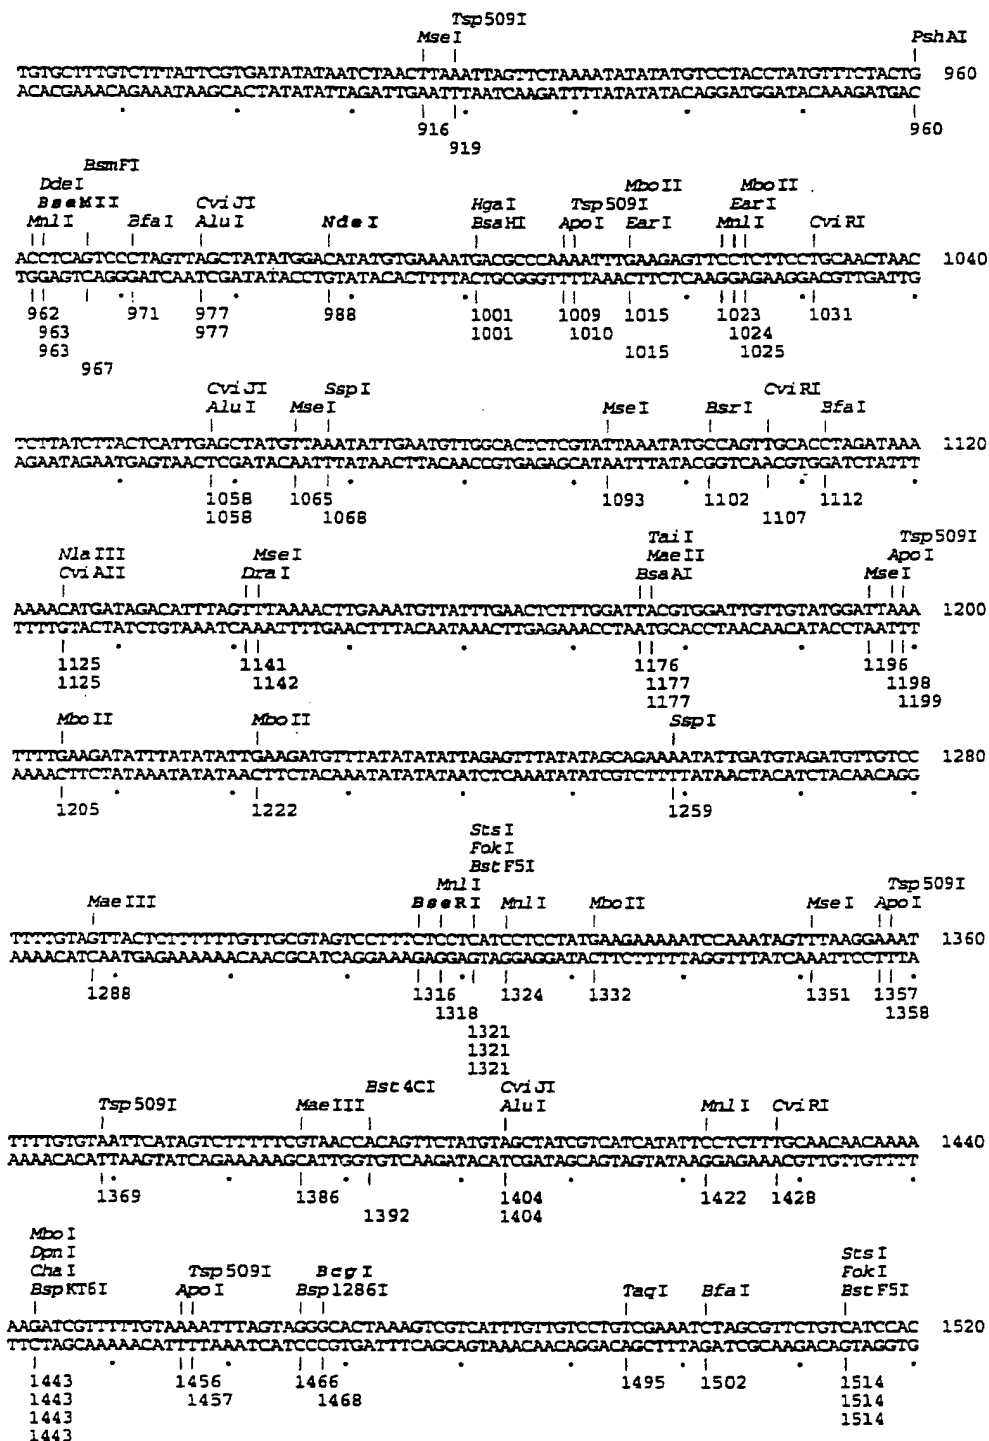 Tsp509I
MseI PshAI
TGTGCTTTGTCTTTATTCGTGATATATAATCTAACTTAAATTAGTTCTAAAATATATATGTCCTACCTATGTTTCTACTG 960
ACACGAAACAGAAATAAGCACTATATATTAGATTGAATTTAATCAAGATTTTATATATACAGGATGGATACAAAGATGAC
916 960
919
BsmFI
DdeI MboII MboII
BseMII CviJI HgaI Tsp509I EarI
MnlI BfaI AluI NdeI BsaHI ApoI EarI MnlI CviRI
ACCTCAGTCCCTAGTTAGCTATATGGACATATGTGAAAATGACGCCCAAAATTTGAAGAGAGTTCCTCTTCCTGCAACTAAC 1040
TGGAGTCAGGGATCAATCGATATACCTGTATACACTTTTACTGCGGGTTTTAAACTTCTCAAGGAGAAGGACGTTGATTG
962 971 977 988 1001 1009 1015 1023 1031
963 977 1001 1010 1024
963 1015 1025
967
CviJI SspI CviRI
AluI MseI MseI BsrI BfaI
TCTTATCTTACTCATTGAGCTATGTTAAATATTGAATGTTGGCACTCTCGTATTAAATATGCCAGTTGCACCTAGATAAA 1120
AGAATAGAATGAGTAACTCGATACAATTTATAACTTACAACCGTGAGAGCATAATTTATACGGTCAACGTGGATCTATTT
1058 1065 1093 1102 1112
1058 1068 1107
TaiI Tsp509I
NlaIII MseI MaeII ApoI
CviAII DraI BsaAI MseI
AAAACATGATAGACATTTAGTTTAAAACTTGAAATGTTATTTGAACTCTTTGGATTACGTGGATTGTTGTATGGATTAAA 1200
TTTTGTACTATCTGTAAATCAAATTTTGAACTTTACAATAAACTTGAGAAACCTAATGCACCTAACAACATACCTAATTT
1125 1141 1176 1196
1125 1142 1177 1198
1177 1199
MboII MboII SspI
TTTTGAAGATATTTATATATTGAAGATGTTTATATATATTAGAGTTTATATAGCAGAAAATATTGATGTAGATGTTGTCC 1280
AAAACTTCTATAAATATATAACTTCTACAAATATATATAATCTCAAATATATCGTCTTTTATAACTACATCTACAACAGG
1205 1222 1259
StsI
FokI
BstF5I
MnlI Tsp509I
MaeIII BseRI MnlI MboII MseI ApoI
TTTTGTAGTTACTCTTTTTTGTTGCGTAGTCCTTTCTCCTCATCCTCCTATGAAGAAAAATCCAAATAGTTTAAGGAAAT 1360
AAAACATCAATGAGAAAAAACAACGCATCAGGAAAGAGGAGTAGGAGGATACTTCTTTTTAGGTTTATCAAATTCCTTTA
1288 1316 1324 1332 1351 1357
1318 1358
1321
1321
1321
Bst4CI CviJI
Tsp509I MaeIII AluI MnlI CviRI
TTTTGTGTAATTCATAGTCTTTTTCGTAACCACAGTTCTATGTAGCTATCGTCATCATATTCCTCTTTGCAACAACAAAA 1440
AAAACACATTAAGTATCAGAAAAAGCATTGGTGTCAAGATACATCGATAGCAGTAGTATAAGGAGAAACGTTGTTGTTTT
1369 1386 1404 1422 1428
1392 1404
MboI
DpnI StsI
ChaI Tsp509I BcgI FokI
BspKT6I ApoI Bsp1286I TaqI BfaI BstF5I
AAGATCGTTTTTGTAAAATTTAGTAGGGCACTAAAGTCGTCATTTGTTGTCCTGTCGAAATCTAGCGTTCTGTCATCCAC 1520
TTCTAGCAAAAACATTTTAAATCATCCCGTGATTTCAGCAGTAAACAACAGGACAGCTTTAGATCGCAAGACAGTAGGTG
1443 1456 1466 1495 1502 1514
1443 1457 1468 1514
1443 1514
1443